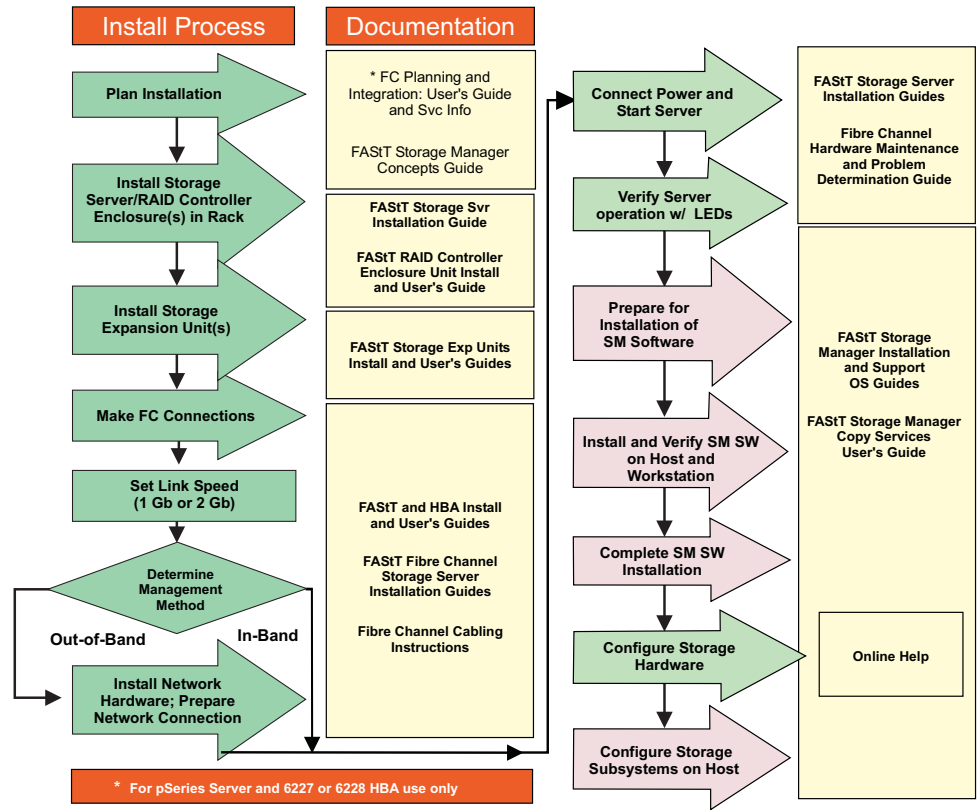 Install Process
Plan Installation
Install Storage
Server/RAID Controller
Enclosure(s) in Rack
Install Storage
Expansion Unit(s)
Make FC Connections
Set Link Speed
(1 Gb or 2 Gb)
Determine
Management
Method
Out-of-Band
In-Band
Install Network
Hardware; Prepare
Network Connection
Documentation
* FC Planning and
Integration: User's Guide
and Svc Info
FAStT Storage Manager
Concepts Guide
FAStT Storage Svr
Installation Guide
FAStT RAID Controller
Enclosure Unit Install
and User's Guide
FAStT Storage Exp Units
Install and User's Guides
FAStT and HBA Install
and User's Guides
FAStT Fibre Channel
Storage Server
Installation Guides
Fibre Channel Cabling
Instructions
* For pSeries Server and 6227 or 6228 HBA use only
Connect Power and
Start Server
Verify Server
operation w/ LEDs
Prepare for
Installation of
SM Software
Install and Verify SM SW
on Host and
Workstation
Complete SM SW
Installation
Configure Storage
Hardware
Configure Storage
Subsystems on Host
FAStT Storage Server
Installation Guides
Fibre Channel
Hardware Maintenance
and Problem
Determination Guide
FAStT Storage
Manager Installation
and Support
OS Guides
FAStT Storage Manager
Copy Services
User's Guide
Online Help